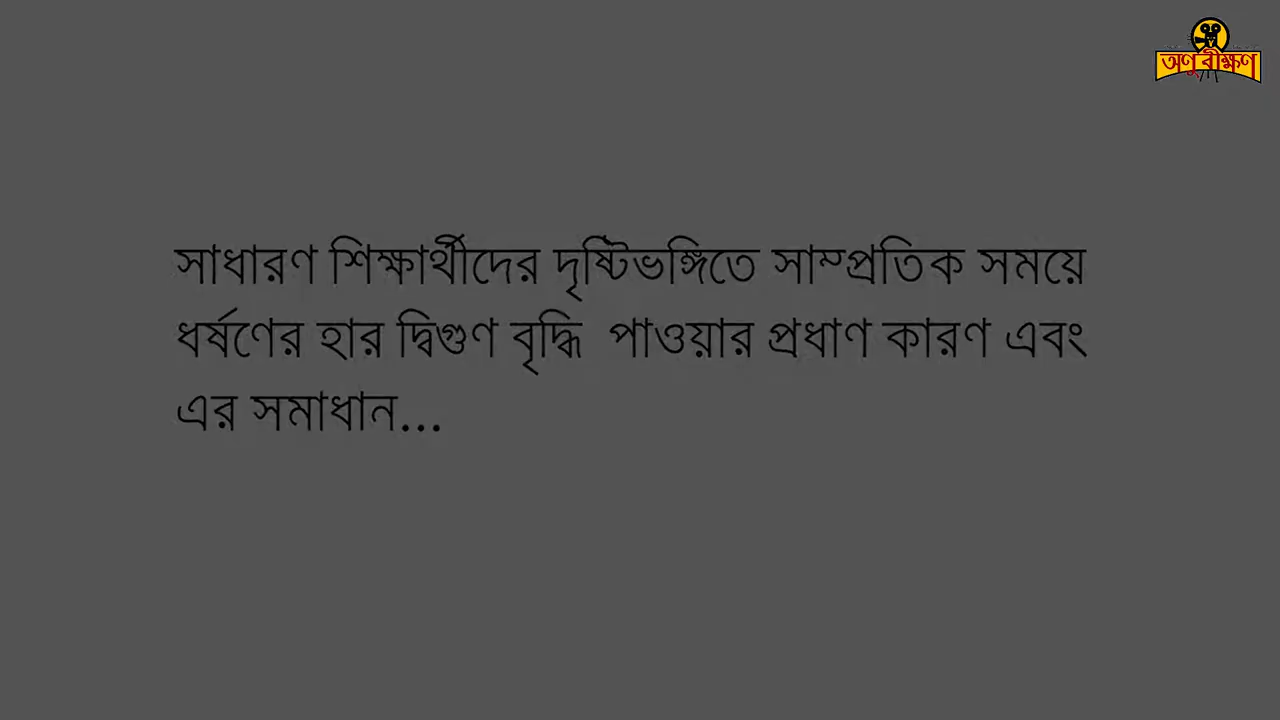 অণুবীক্ষণ
সাধারণ শিক্ষার্থীদের দৃষ্টিভঙ্গিতে সাম্প্রতিক সময়ে
ধর্ষণের হার দ্বিগুণ বৃদ্ধি পাওয়ার প্রধাণ কারণ এবং
এর সমাধান...